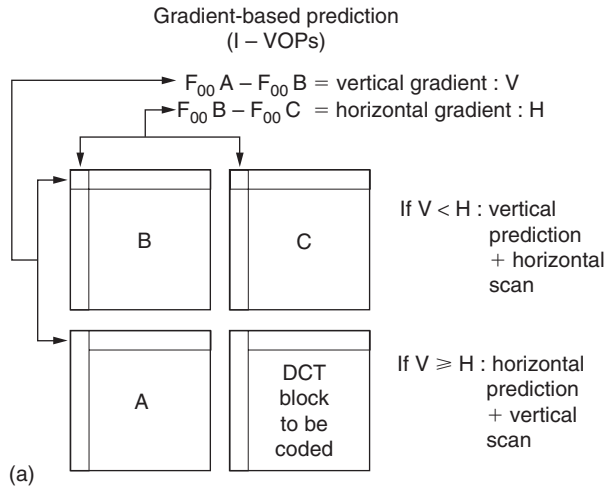 Gradient-based prediction
(I – VOPs)
F00 A – F00 B = vertical gradient : V
F00 B – F00 C = horizontal gradient : H
B
C
If V < H : vertical
prediction
+ horizontal
scan
A
DCT
block
to be
coded
If V ⩾ H : horizontal
prediction
+ vertical
scan
(a)